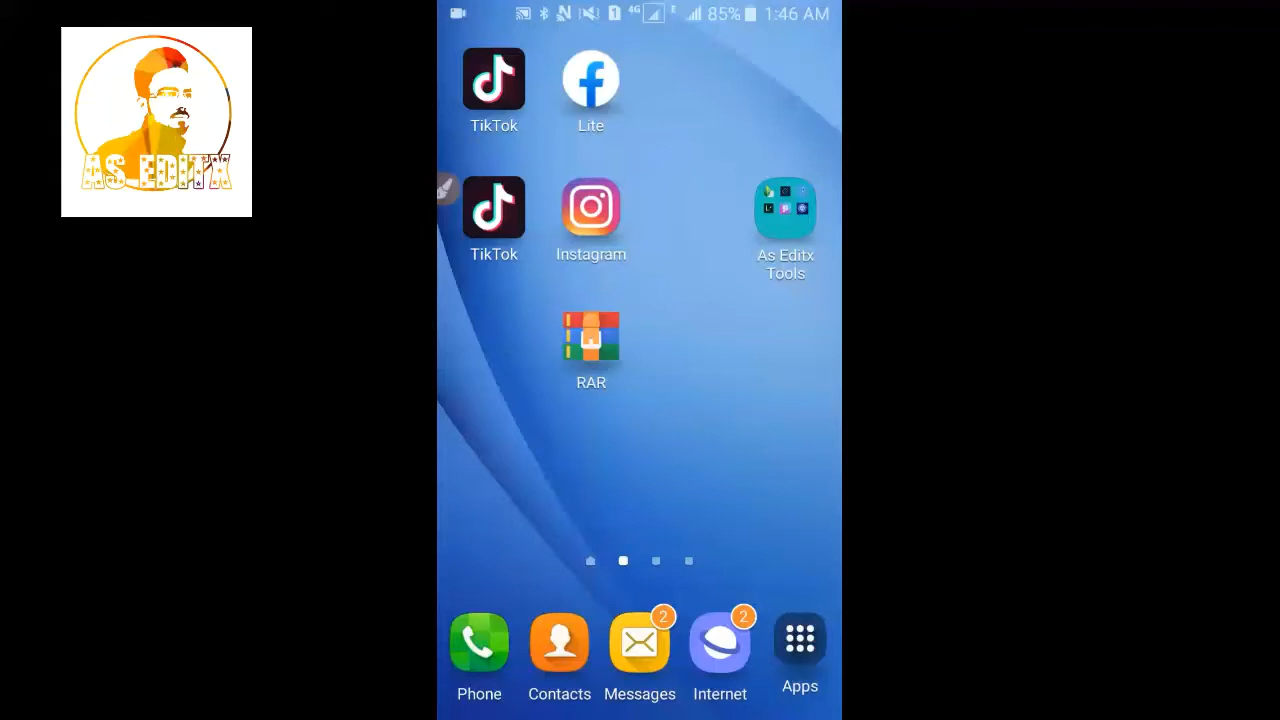 4G E 85% 1:46 AM
AS EDITX
TikTok Lite
TikTok Instagram As Editx
Tools
RAR
2 2
Phone Contacts Messages Internet Apps